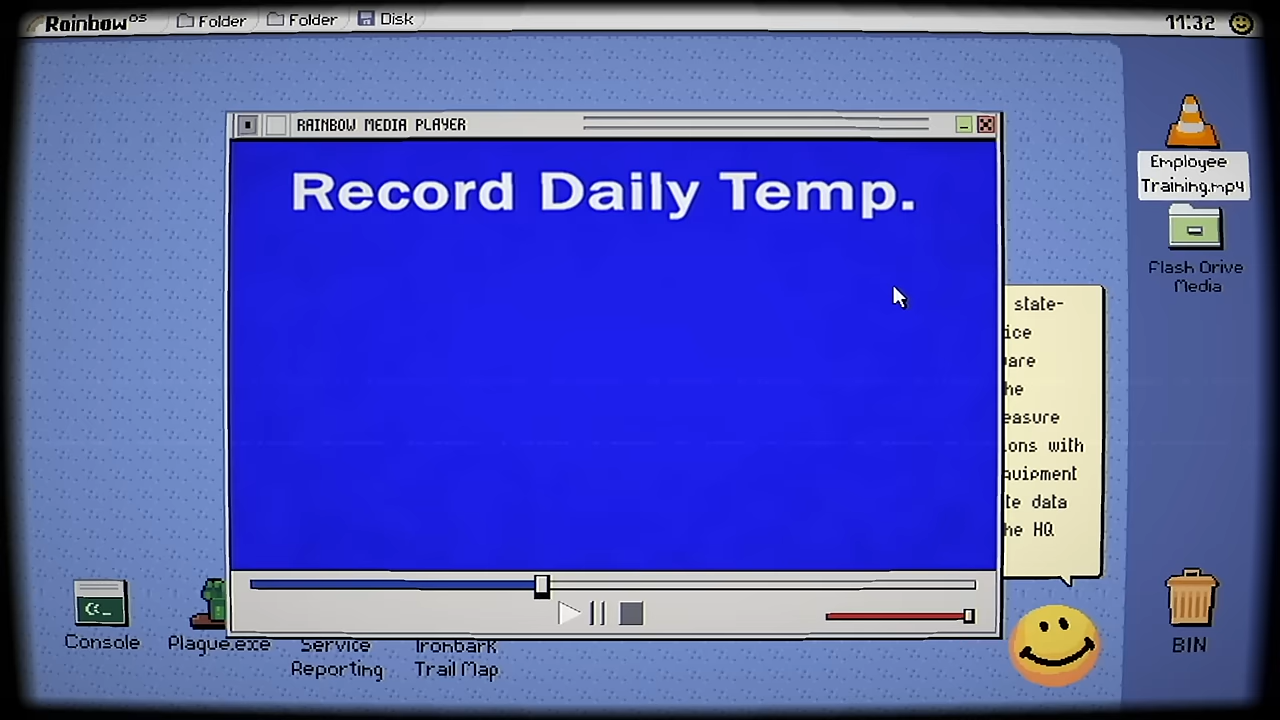 Rainbow OS
Folder
Folder
Disk
11:32
RAINBOW MEDIA PLAYER
Record Daily Temp.
Employee
Training.mp4
Flash Drive
Media
state-
ice
are
he
easure
ons with
quipment
te data
he HQ
Console
Plague.exe
Service
Reporting
Ironbark
Trail Map
BIN